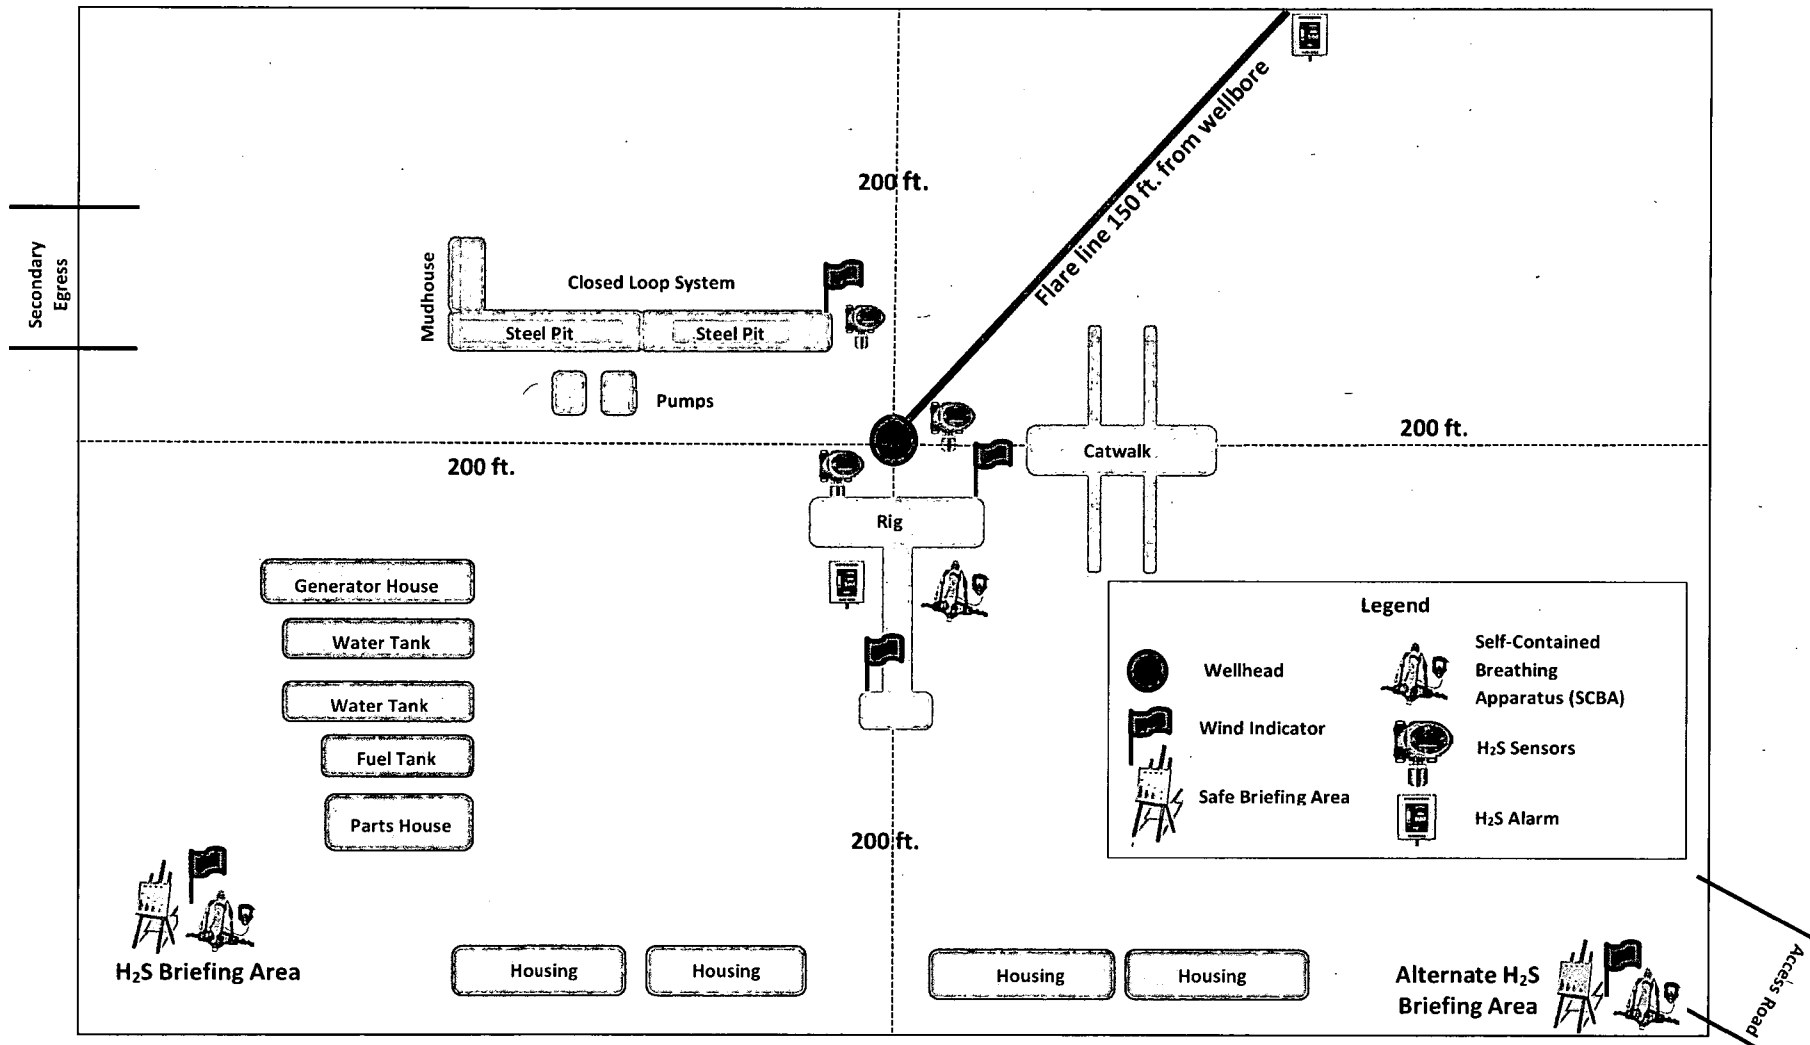 200 ft.
Flare line 150 ft. from wellbore
Secondary
Egress
Mudhouse
Closed Loop System
Steel Pit
Steel Pit
Pumps
200 ft.
200 ft.
Catwalk
Rig
Generator House
Water Tank
Water Tank
Fuel Tank
Parts House
Legend
Wellhead
Wind Indicator
Safe Briefing Area
Self-Contained
Breathing
Apparatus (SCBA)
H₂S Sensors
H₂S Alarm
200 ft.
H₂S Briefing Area
Housing
Housing
Housing
Housing
Alternate H₂S
Briefing Area
Access Road